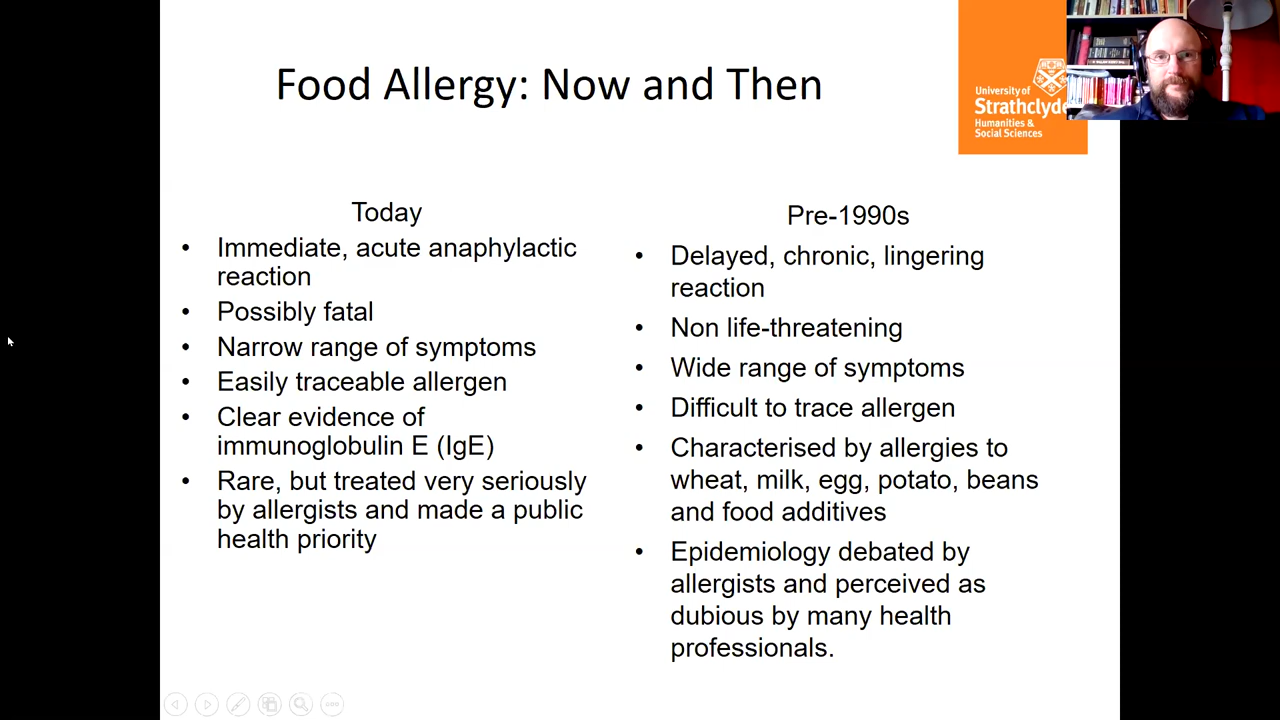 Food Allergy: Now and Then
University of
Strathclyde
Humanities &
Social Sciences
Today
• Immediate, acute anaphylactic
reaction
• Possibly fatal
• Narrow range of symptoms
• Easily traceable allergen
• Clear evidence of
immunoglobulin E (IgE)
• Rare, but treated very seriously
by allergists and made a public
health priority
Pre-1990s
• Delayed, chronic, lingering
reaction
• Non life-threatening
• Wide range of symptoms
• Difficult to trace allergen
• Characterised by allergies to
wheat, milk, egg, potato, beans
and food additives
• Epidemiology debated by
allergists and perceived as
dubious by many health
professionals.